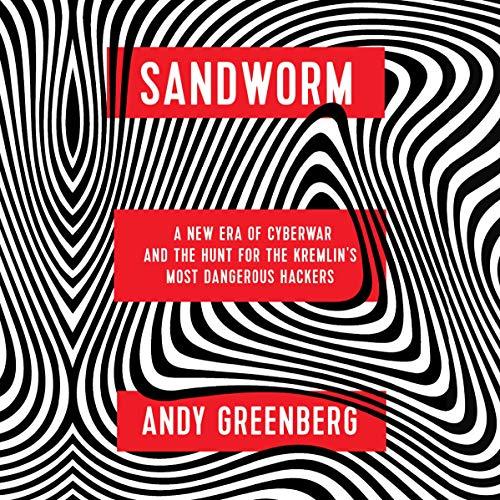 SANDWORM
A NEW ERA OF CYBERWAR
AND THE HUNT FOR THE KREMLIN'S
MOST DANGEROUS HACKERS
ANDY GREENBERG